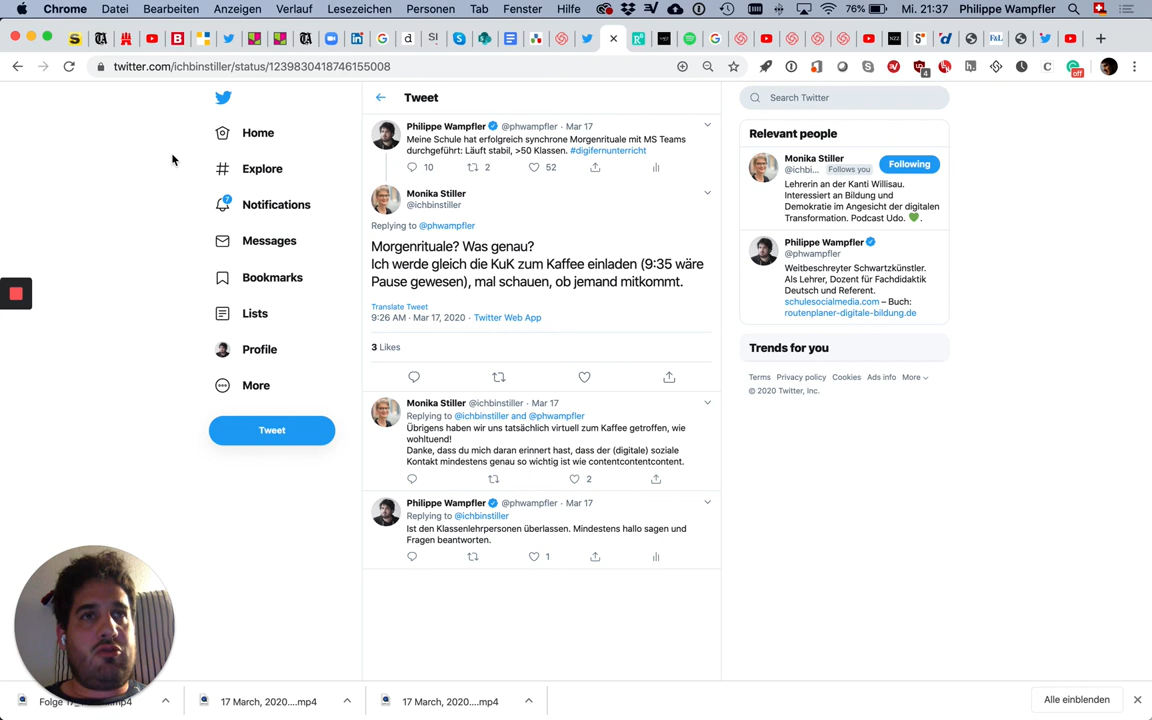 Chrome Datei Bearbeiten Anzeigen Verlauf Lesezeichen Personen Tab Fenster Hilfe 76% Mi. 21:37 Philippe Wampfler
twitter.com/ichbinstiller/status/1239830418746155008
Home
Explore
7
Notifications
Messages
Bookmarks
Lists
Profile
More
Tweet
Tweet
Philippe Wampfler @phwampfler · Mar 17
Meine Schule hat erfolgreich synchrone Morgenrituale mit MS Teams
durchgeführt: Läuft stabil, >50 Klassen. #digifernunterricht
10 2 52
Monika Stiller
@ichbinstiller
Replying to @phwampfler
Morgenrituale? Was genau?
Ich werde gleich die KuK zum Kaffee einladen (9:35 wäre
Pause gewesen), mal schauen, ob jemand mitkommt.
Translate Tweet
9:26 AM · Mar 17, 2020 · Twitter Web App
3 Likes
Monika Stiller @ichbinstiller · Mar 17
Replying to @ichbinstiller and @phwampfler
Übrigens haben wir uns tatsächlich virtuell zum Kaffee getroffen, wie
wohltuend!
Danke, dass du mich daran erinnert hast, dass der (digitale) soziale
Kontakt mindestens genau so wichtig ist wie contentcontentcontent.
2
Philippe Wampfler @phwampfler · Mar 17
Replying to @ichbinstiller
Ist den Klassenlehrpersonen überlassen. Mindestens hallo sagen und
Fragen beantworten.
1
Search Twitter
Relevant people
Monika Stiller
@ichbi... Follows you
Following
Lehrerin an der Kanti Willisau.
Interessiert an Bildung und
Demokratie im Angesicht der digitalen
Transformation. Podcast Udo. 💚.
Philippe Wampfler
@phwampfler
Weitbeschreyter Schwartzkünstler.
Als Lehrer, Dozent für Fachdidaktik
Deutsch und Referent.
schulesocialmedia.com – Buch:
routenplaner-digitale-bildung.de
Trends for you
Terms Privacy policy Cookies Ads info More
© 2020 Twitter, Inc.
Folge 17 .mp4
17 March, 2020....mp4
17 March, 2020....mp4
Alle einblenden